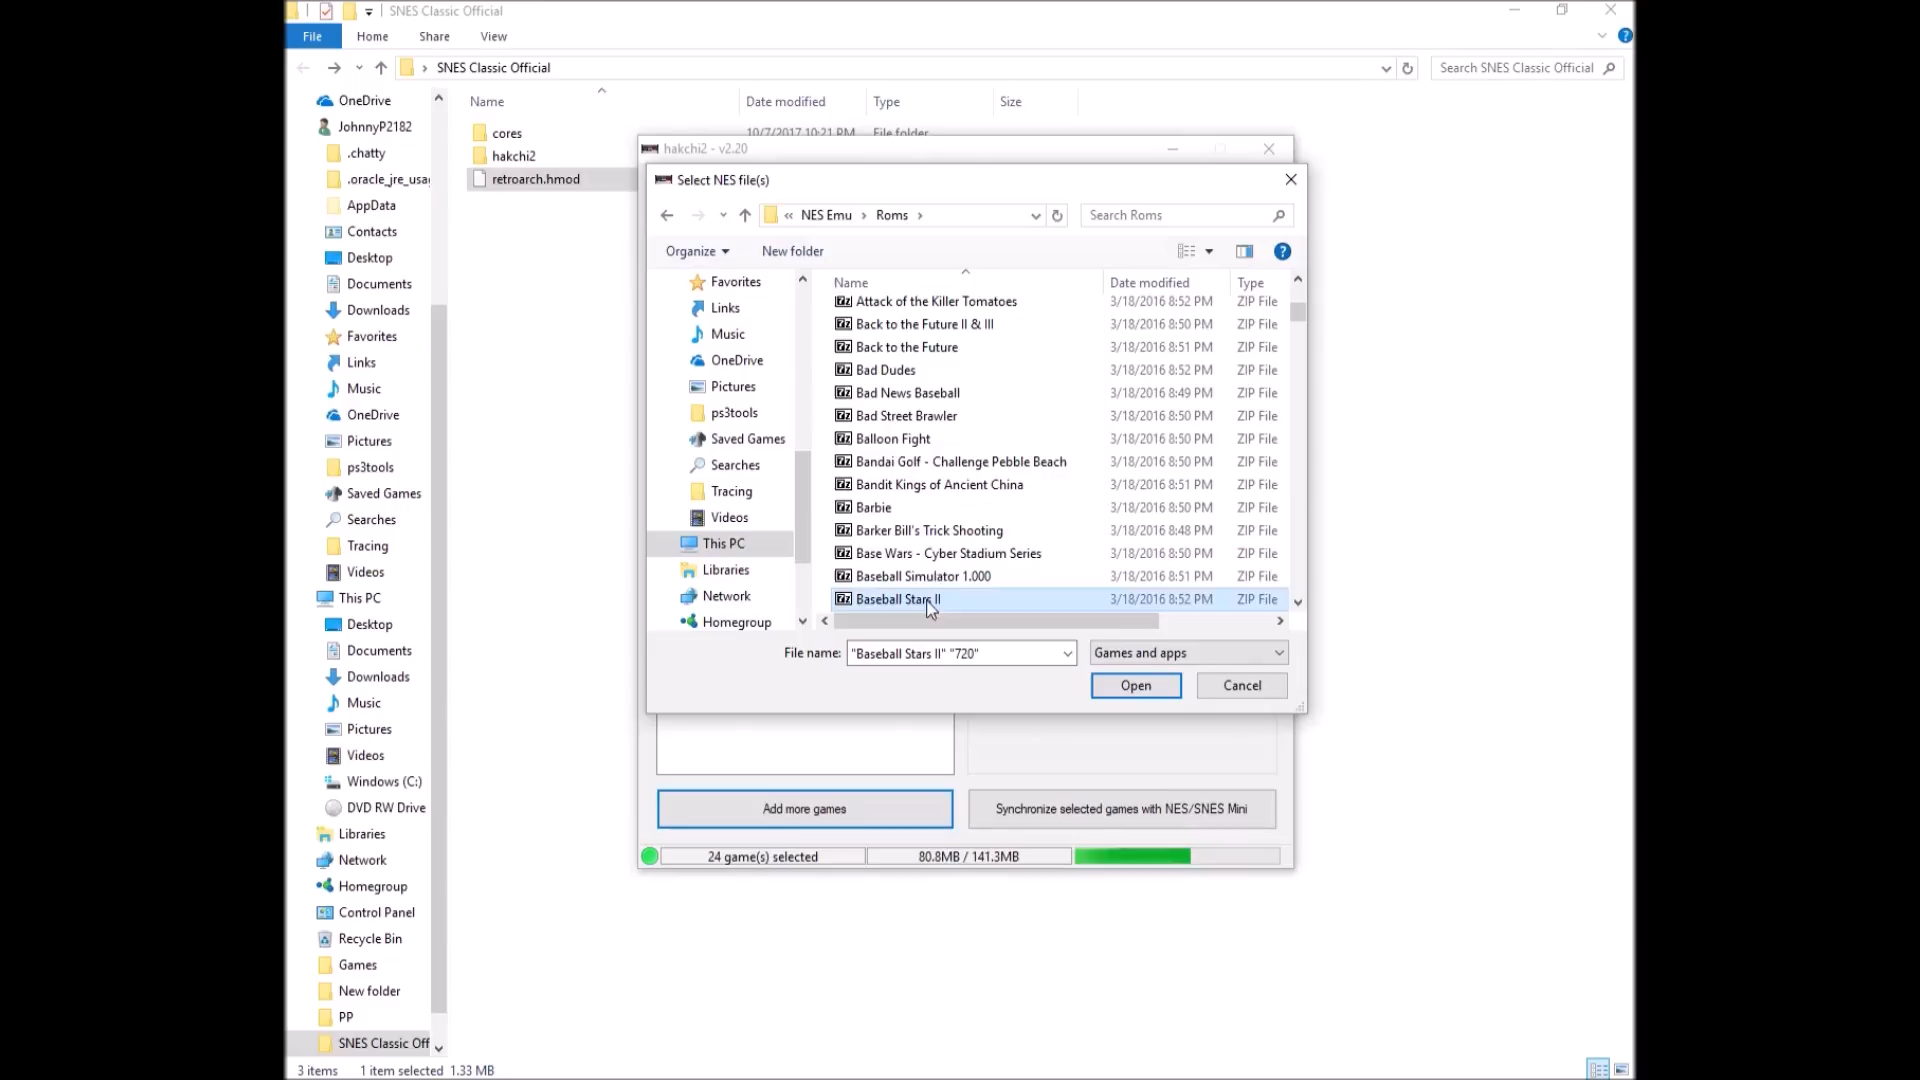 SNES Classic Official
File Home Share View
SNES Classic Official
Search SNES Classic Official
OneDrive
JohnnyP2182
.chatty
.oracle_jre_usa
AppData
Contacts
Desktop
Documents
Downloads
Favorites
Links
Music
OneDrive
Pictures
ps3tools
Saved Games
Searches
Tracing
Videos
This PC
Desktop
Documents
Downloads
Music
Pictures
Videos
Windows (C:)
DVD RW Drive
Libraries
Network
Homegroup
Control Panel
Recycle Bin
Games
New folder
PP
SNES Classic Off
Name Date modified Type Size
cores 10/7/2017 10:21 PM File folder
hakchi2
retroarch.hmod
hakchi2 - v2.20
Select NES file(s)
« NES Emu › Roms ›
Search Roms
Organize New folder
Favorites
Links
Music
OneDrive
Pictures
ps3tools
Saved Games
Searches
Tracing
Videos
This PC
Libraries
Network
Homegroup
Name Date modified Type
Attack of the Killer Tomatoes 3/18/2016 8:52 PM ZIP File
Back to the Future II & III 3/18/2016 8:50 PM ZIP File
Back to the Future 3/18/2016 8:51 PM ZIP File
Bad Dudes 3/18/2016 8:52 PM ZIP File
Bad News Baseball 3/18/2016 8:49 PM ZIP File
Bad Street Brawler 3/18/2016 8:50 PM ZIP File
Balloon Fight 3/18/2016 8:50 PM ZIP File
Bandai Golf - Challenge Pebble Beach 3/18/2016 8:50 PM ZIP File
Bandit Kings of Ancient China 3/18/2016 8:51 PM ZIP File
Barbie 3/18/2016 8:50 PM ZIP File
Barker Bill's Trick Shooting 3/18/2016 8:48 PM ZIP File
Base Wars - Cyber Stadium Series 3/18/2016 8:50 PM ZIP File
Baseball Simulator 1.000 3/18/2016 8:51 PM ZIP File
Baseball Stars II 3/18/2016 8:52 PM ZIP File
File name: "Baseball Stars II" "720" Games and apps
Open Cancel
Add more games Synchronize selected games with NES/SNES Mini
24 game(s) selected 80.8MB / 141.3MB
3 items 1 item selected 1.33 MB